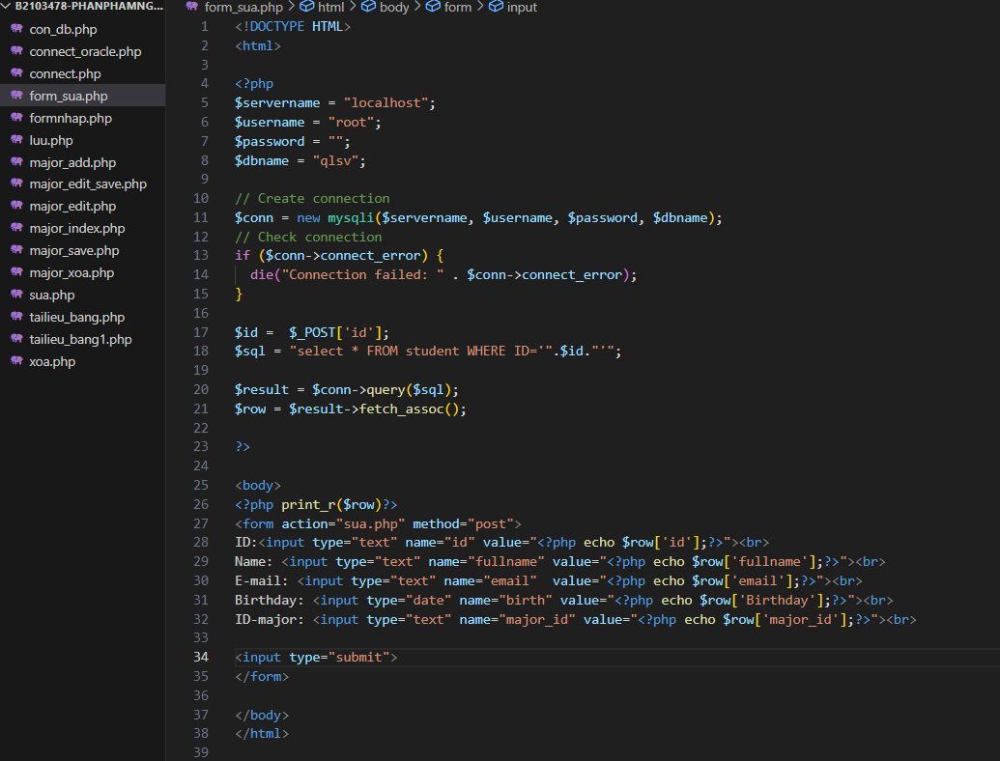 B2103478-PHANPHAMNG...
con_db.php
connect_oracle.php
connect.php
form_sua.php
formnhap.php
luu.php
major_add.php
major_edit_save.php
major_edit.php
major_index.php
major_save.php
major_xoa.php
sua.php
tailieu_bang.php
tailieu_bang1.php
xoa.php
form_sua.php > html > body > form > input
1 <!DOCTYPE HTML>
2 <html>
3
4 <?php
5 $servername = "localhost";
6 $username = "root";
7 $password = "";
8 $dbname = "qlsv";
9
10 // Create connection
11 $conn = new mysqli($servername, $username, $password, $dbname);
12 // Check connection
13 if ($conn->connect_error) {
14   die("Connection failed: " . $conn->connect_error);
15 }
16
17 $id =  $_POST['id'];
18 $sql = "select * FROM student WHERE ID='".$id."'";
19
20 $result = $conn->query($sql);
21 $row = $result->fetch_assoc();
22
23 ?>
24
25 <body>
26 <?php print_r($row)?>
27 <form action="sua.php" method="post">
28 ID:<input type="text" name="id" value="<?php echo $row['id'];?>"><br>
29 Name: <input type="text" name="fullname" value="<?php echo $row['fullname'];?>"><br>
30 E-mail: <input type="text" name="email"  value="<?php echo $row['email'];?>"><br>
31 Birthday: <input type="date" name="birth" value="<?php echo $row['Birthday'];?>"><br>
32 ID-major: <input type="text" name="major_id" value="<?php echo $row['major_id'];?>"><br>
33
34 <input type="submit">
35 </form>
36
37 </body>
38 </html>
39